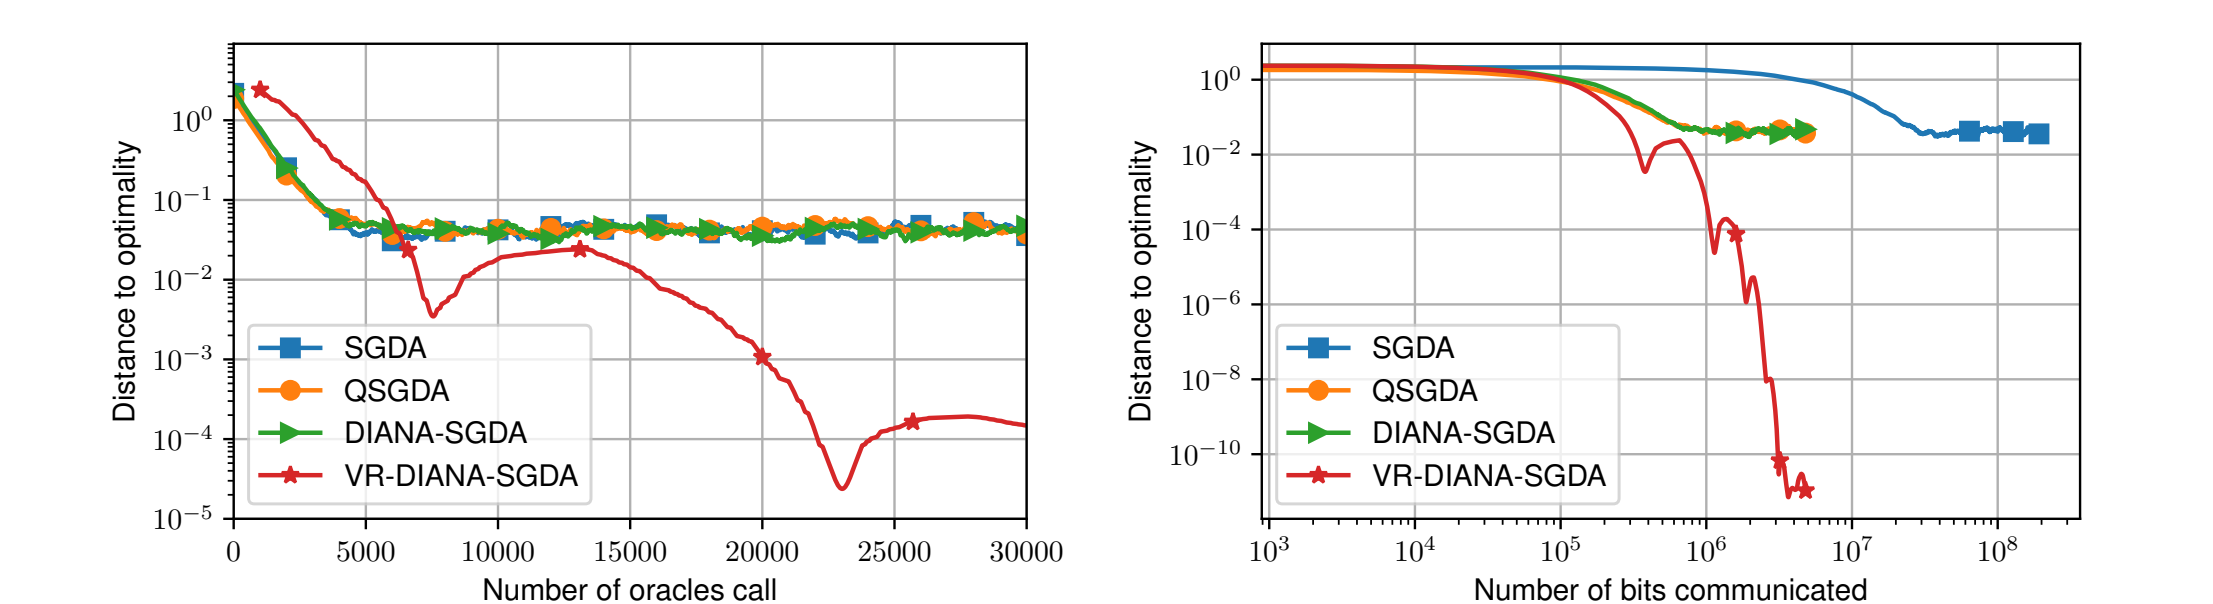 Distance to optimality
10^0
10^−1
10^−2
10^−3
10^−4
10^−5
SGDA
QSGDA
DIANA-SGDA
VR-DIANA-SGDA
0 5000 10000 15000 20000 25000 30000
Number of oracles call
Distance to optimality
10^0
10^−2
10^−4
10^−6
10^−8
10^−10
SGDA
QSGDA
DIANA-SGDA
VR-DIANA-SGDA
10^3 10^4 10^5 10^6 10^7 10^8
Number of bits communicated